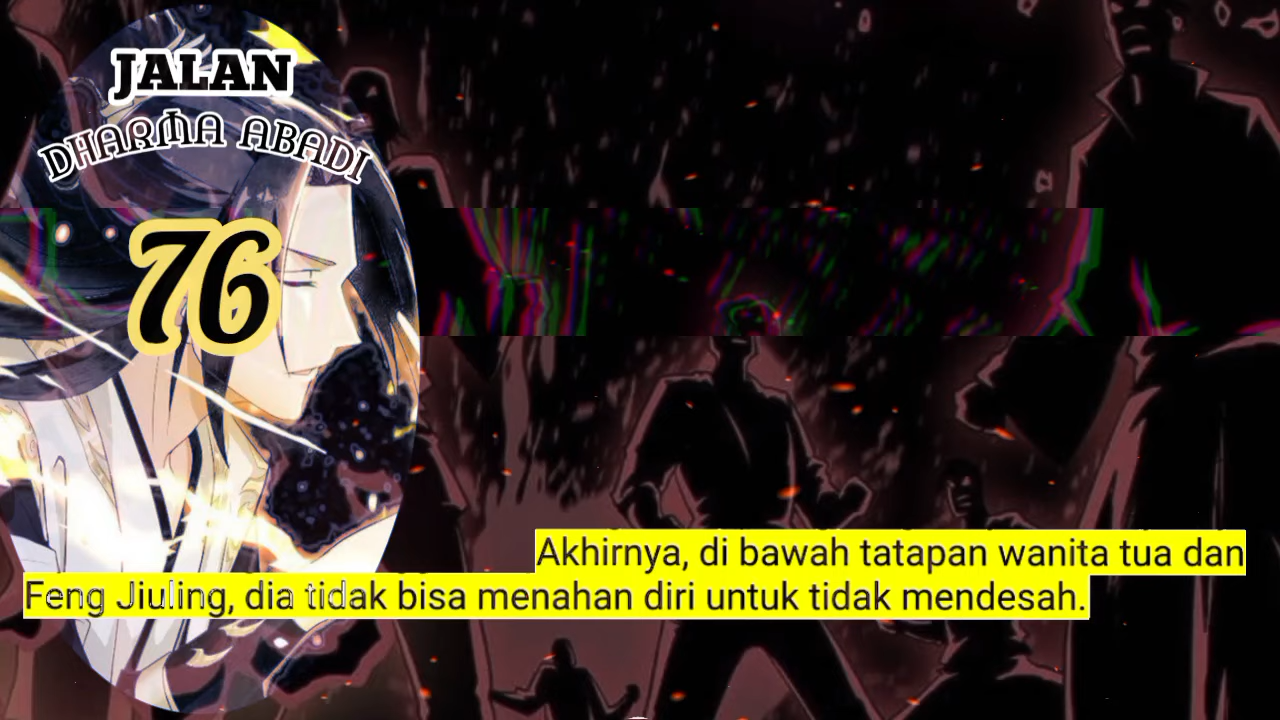 JALAN
DHARMA ABADI
76
Akhirnya, di bawah tatapan wanita tua dan
Feng Jiuling, dia tidak bisa menahan diri untuk tidak mendesah.